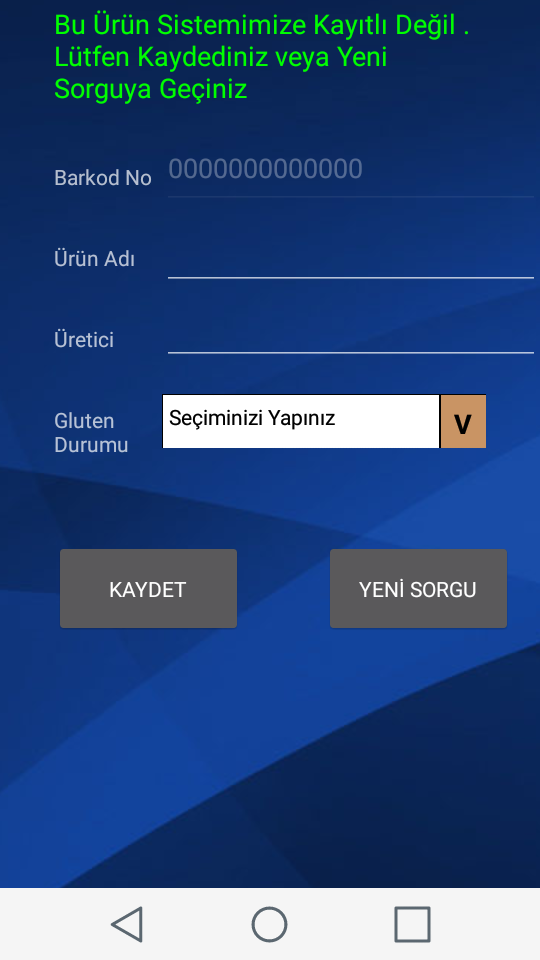 Bu Ürün Sistemimize Kayıtlı Değil .
Lütfen Kaydediniz veya Yeni
Sorguya Geçiniz
Barkod No 0000000000000
Ürün Adı
Üretici
Gluten
Durumu
Seçiminizi Yapınız V
KAYDET YENİ SORGU